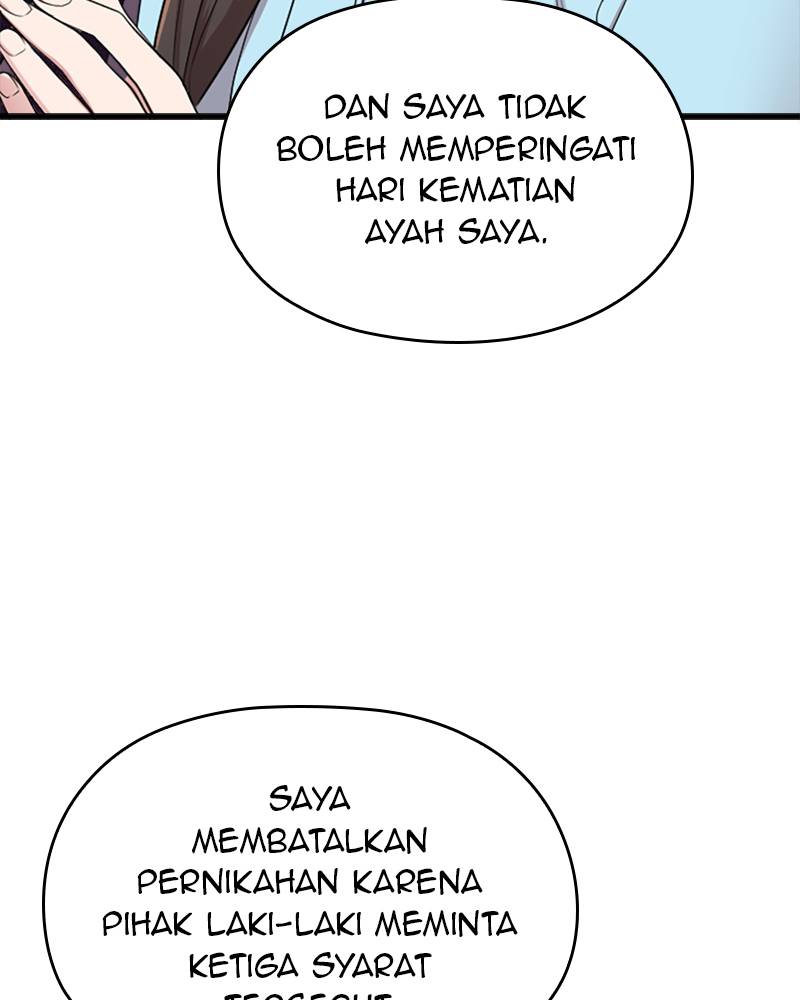 DAN SAYA TIDAK
BOLEH MEMPERINGATI
HARI KEMATIAN
AYAH SAYA.
SAYA
MEMBATALKAN
PERNIKAHAN KARENA
PIHAK LAKI-LAKI MEMINTA
KETIGA SYARAT